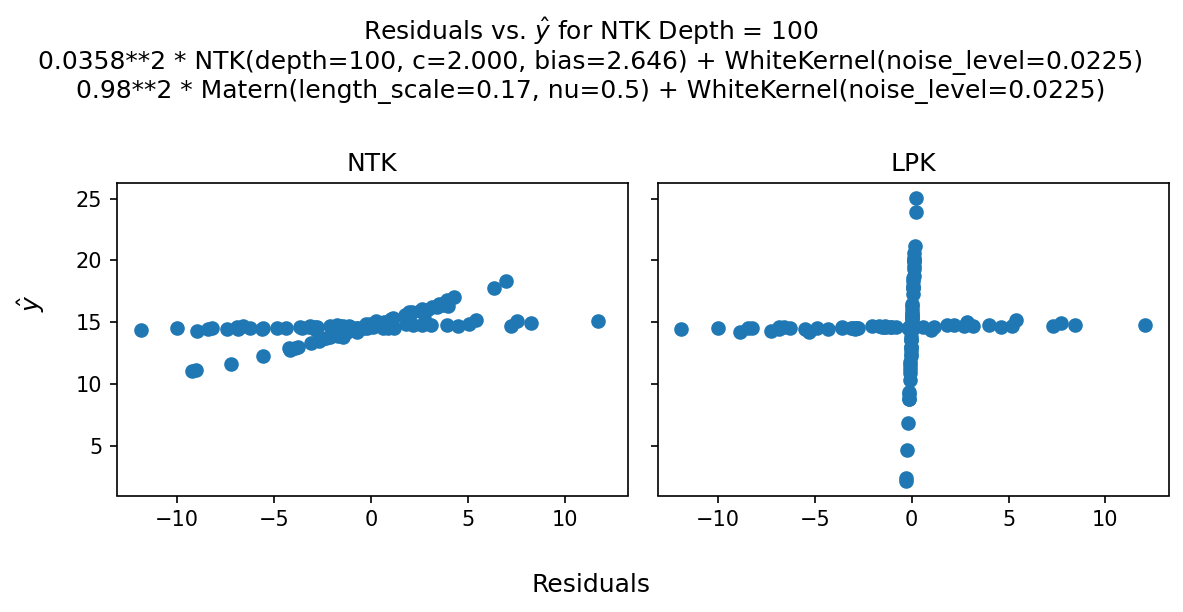 Residuals vs. ŷ for NTK Depth = 100
0.0358**2 * NTK(depth=100, c=2.000, bias=2.646) + WhiteKernel(noise_level=0.0225)
0.98**2 * Matern(length_scale=0.17, nu=0.5) + WhiteKernel(noise_level=0.0225)
NTK
LPK
25
20
15
10
5
ŷ
−10 −5 0 5 10
−10 −5 0 5 10
Residuals